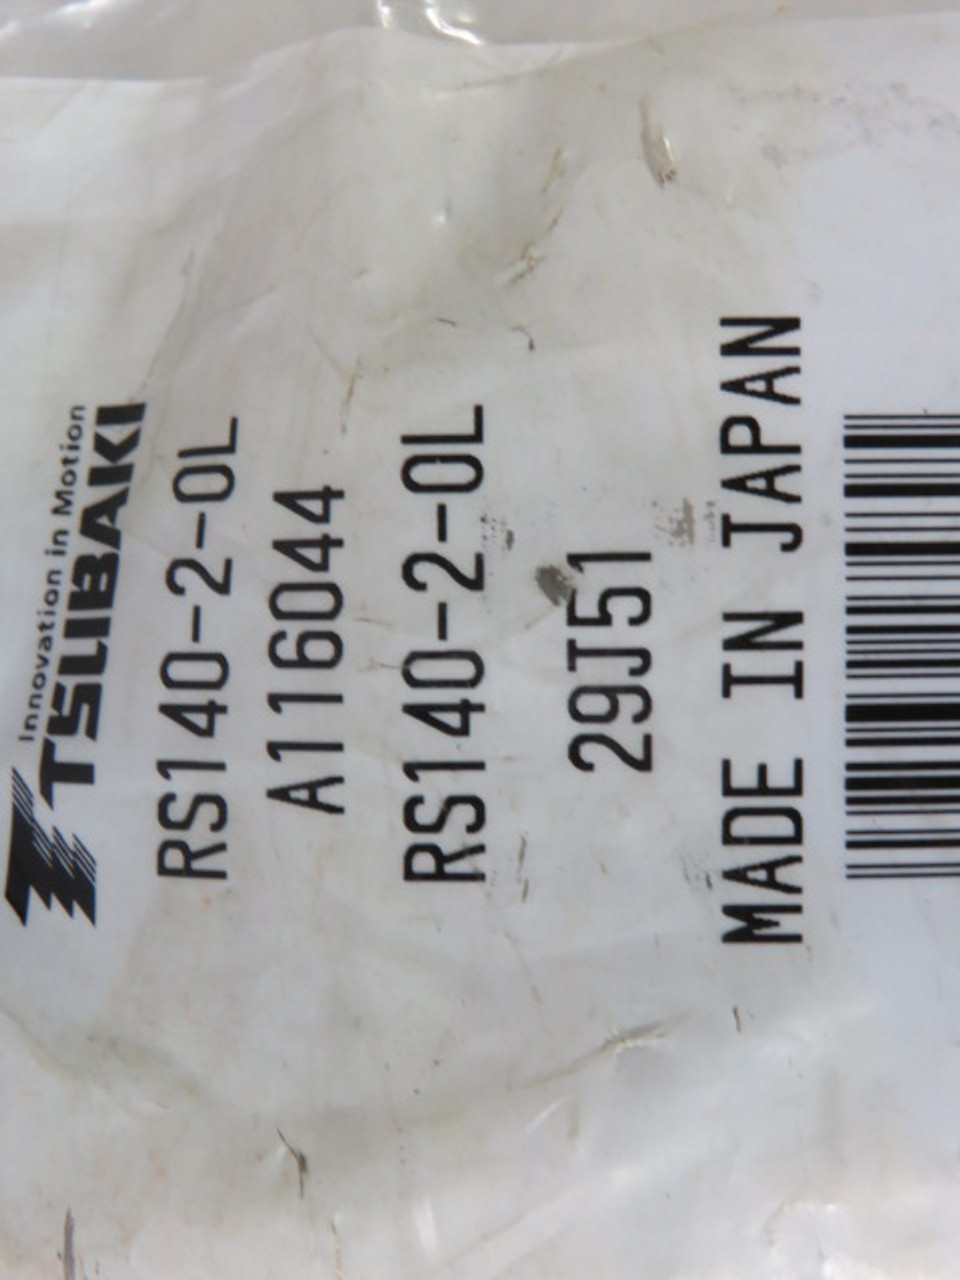 Innovation in Motion
TSUBAKI
RS140-2-OL
A116044
RS140-2-OL
29J51
MADE IN JAPAN